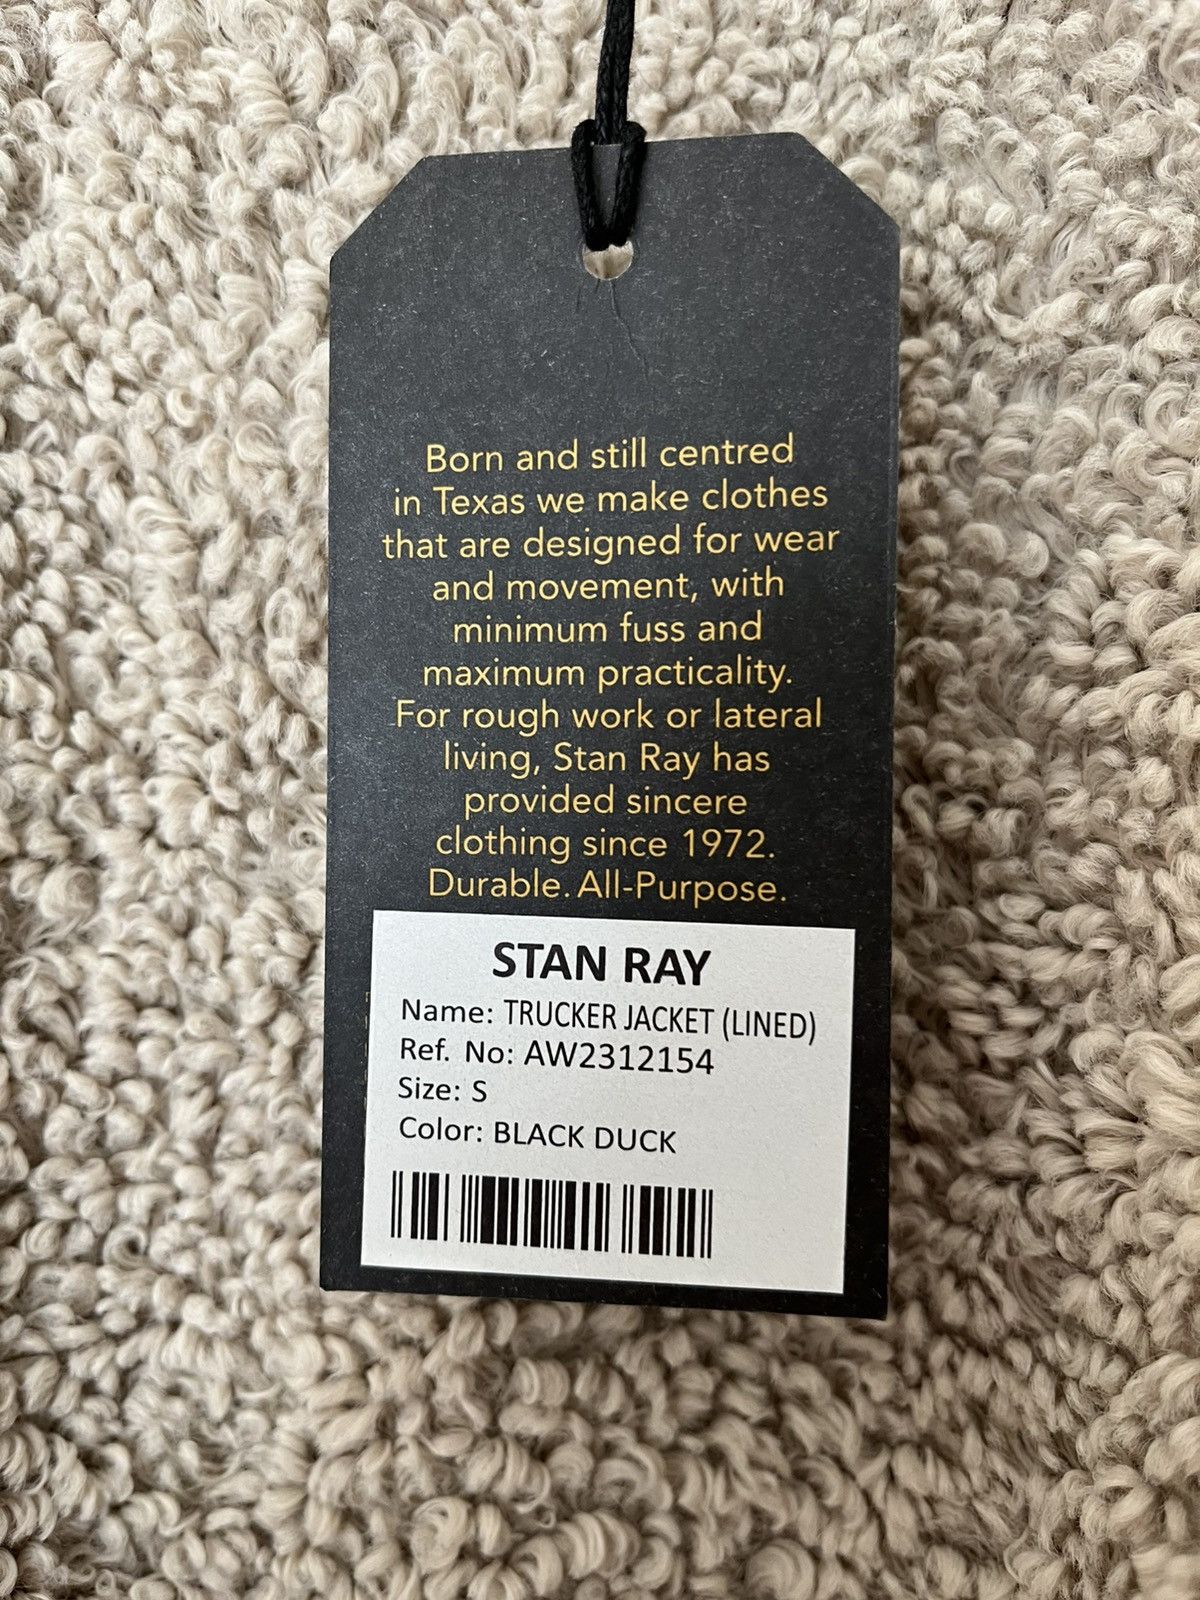 Born and still centred
in Texas we make clothes
that are designed for wear
and movement, with
minimum fuss and
maximum practicality.
For rough work or lateral
living, Stan Ray has
provided sincere
clothing since 1972.
Durable. All-Purpose.
STAN RAY
Name: TRUCKER JACKET (LINED)
Ref. No: AW2312154
Size: S
Color: BLACK DUCK